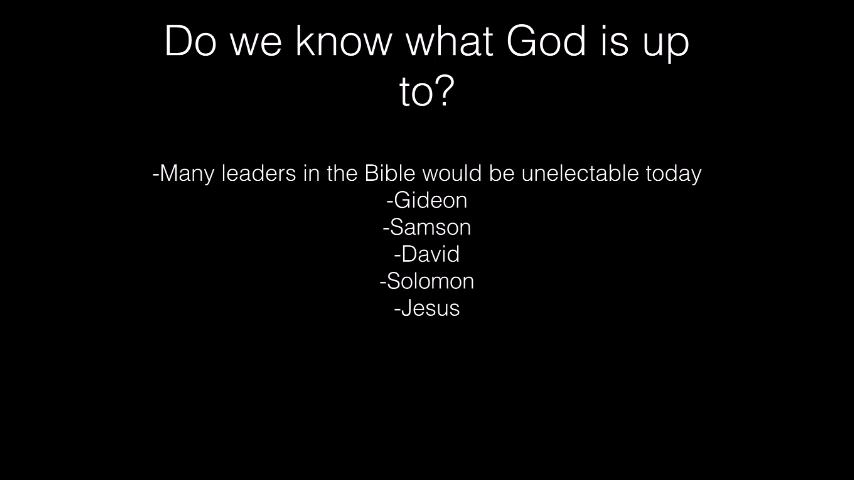 Do we know what God is up
to?
-Many leaders in the Bible would be unelectable today
-Gideon
-Samson
-David
-Solomon
-Jesus